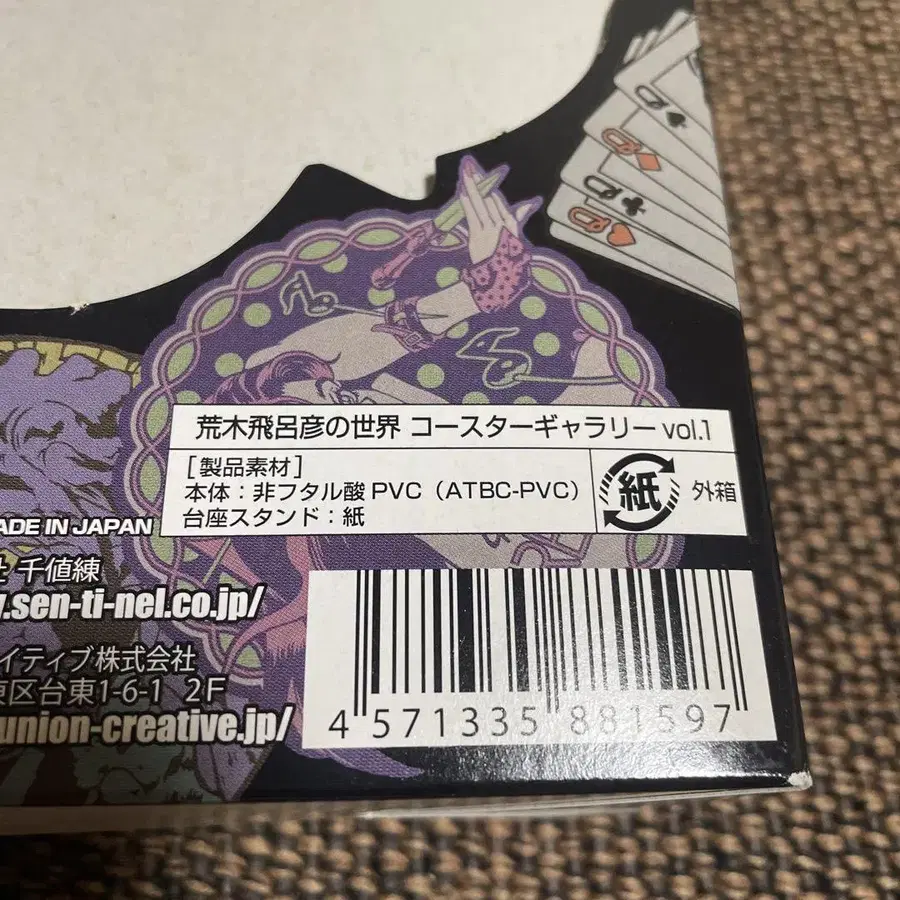 Q
Q
Q
Q
荒木飛呂彦の世界 コースターギャラリー vol.1
[製品素材]
本体：非フタル酸 PVC（ATBC-PVC）
台座スタンド：紙
紙 外箱
ADE IN JAPAN
千値練
.sen-ti-nel.co.jp/
イティブ株式会社
東区台東1-6-1 2F
union-creative.jp/
4 571335 881597